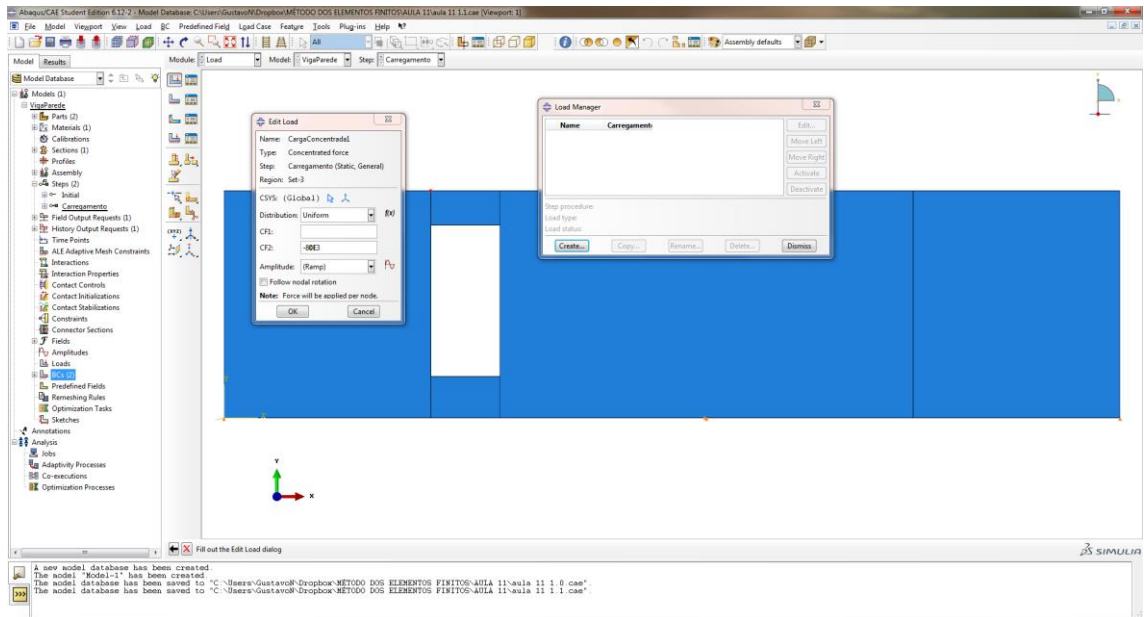 Abaqus/CAE Student Edition 6.12-2 - Model Database: C:\Users\GustavoN\Dropbox\MÉTODO DOS ELEMENTOS FINITOS\AULA 11\aula 11 1.1.cae [Viewport: 1]
File Model Viewport View Load BC Predefined Field Load Case Feature Tools Plug-ins Help
All
Assembly defaults
Model Results
Module: Load Model: VigaParede Step: Carregamento
Model Database
Models (1)
VigaParede
Parts (2)
Materials (1)
Calibrations
Sections (1)
Profiles
Assembly
Steps (2)
Initial
Carregamento
Field Output Requests (1)
History Output Requests (1)
Time Points
ALE Adaptive Mesh Constraints
Interactions
Interaction Properties
Contact Controls
Contact Initializations
Contact Stabilizations
Constraints
Connector Sections
Fields
Amplitudes
Loads
BCs (2)
Predefined Fields
Remeshing Rules
Optimization Tasks
Sketches
Annotations
Analysis
Jobs
Adaptivity Processes
Co-executions
Optimization Processes
Edit Load
Name: CargaConcentrada1
Type: Concentrated force
Step: Carregamento (Static, General)
Region: Set-3
CSYS: (Global)
Distribution: Uniform f(x)
CF1:
CF2: -80E3
Amplitude: (Ramp)
Follow nodal rotation
Note: Force will be applied per node.
OK Cancel
Load Manager
Name Carregamento
Edit...
Move Left
Move Right
Activate
Deactivate
Step procedure:
Load type:
Load status:
Create... Copy... Rename... Delete... Dismiss
Y
X
Fill out the Edit Load dialog
SIMULIA
A new model database has been created.
The model "Model-1" has been created.
The model database has been saved to "C:\Users\GustavoN\Dropbox\MÉTODO DOS ELEMENTOS FINITOS\AULA 11\aula 11 1.0.cae".
The model database has been saved to "C:\Users\GustavoN\Dropbox\MÉTODO DOS ELEMENTOS FINITOS\AULA 11\aula 11 1.1.cae".
>>>